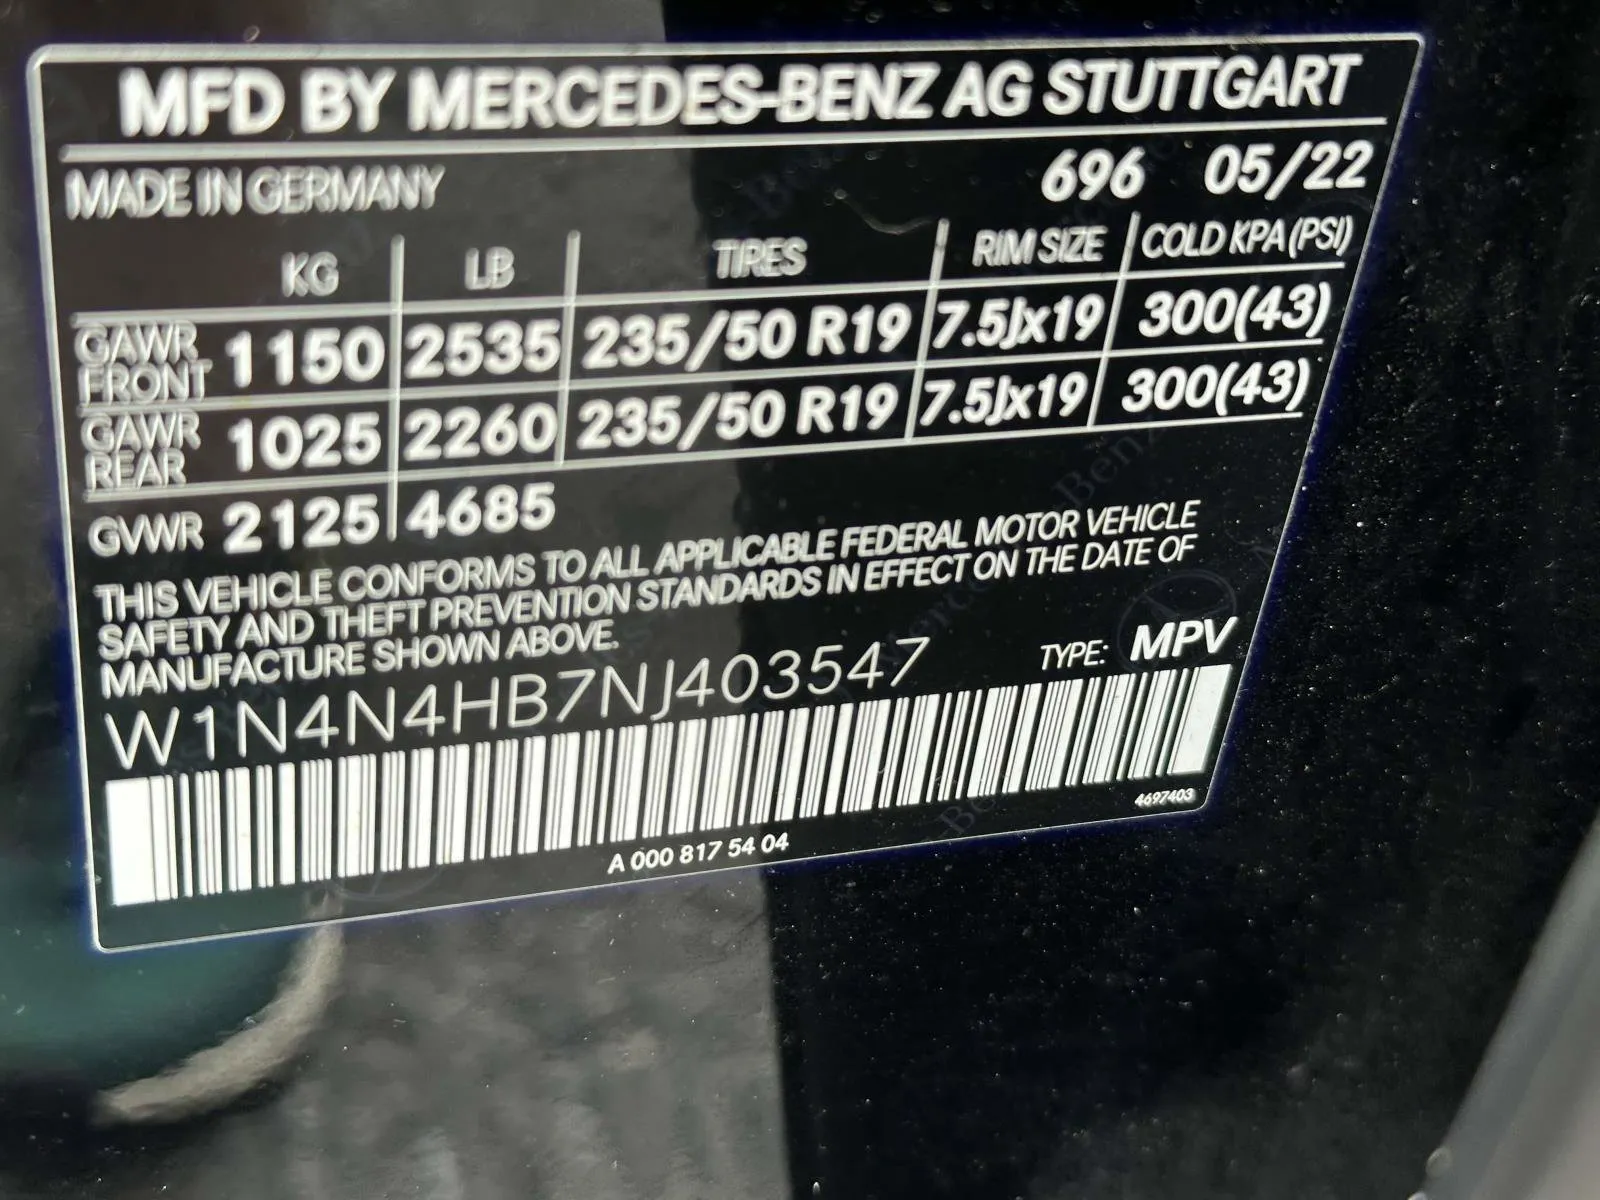 MFD BY MERCEDES-BENZ AG STUTTGART
MADE IN GERMANY 696 05/22
KG LB TIRES RIM SIZE COLD KPA(PSI)
GAWR FRONT 1150 2535 235/50 R19 7.5Jx19 300(43)
GAWR REAR 1025 2260 235/50 R19 7.5Jx19 300(43)
GVWR 2125 4685
THIS VEHICLE CONFORMS TO ALL APPLICABLE FEDERAL MOTOR VEHICLE
SAFETY AND THEFT PREVENTION STANDARDS IN EFFECT ON THE DATE OF
MANUFACTURE SHOWN ABOVE.
W1N4N4HB7NJ403547 TYPE: MPV
4697403
A 000 817 54 04